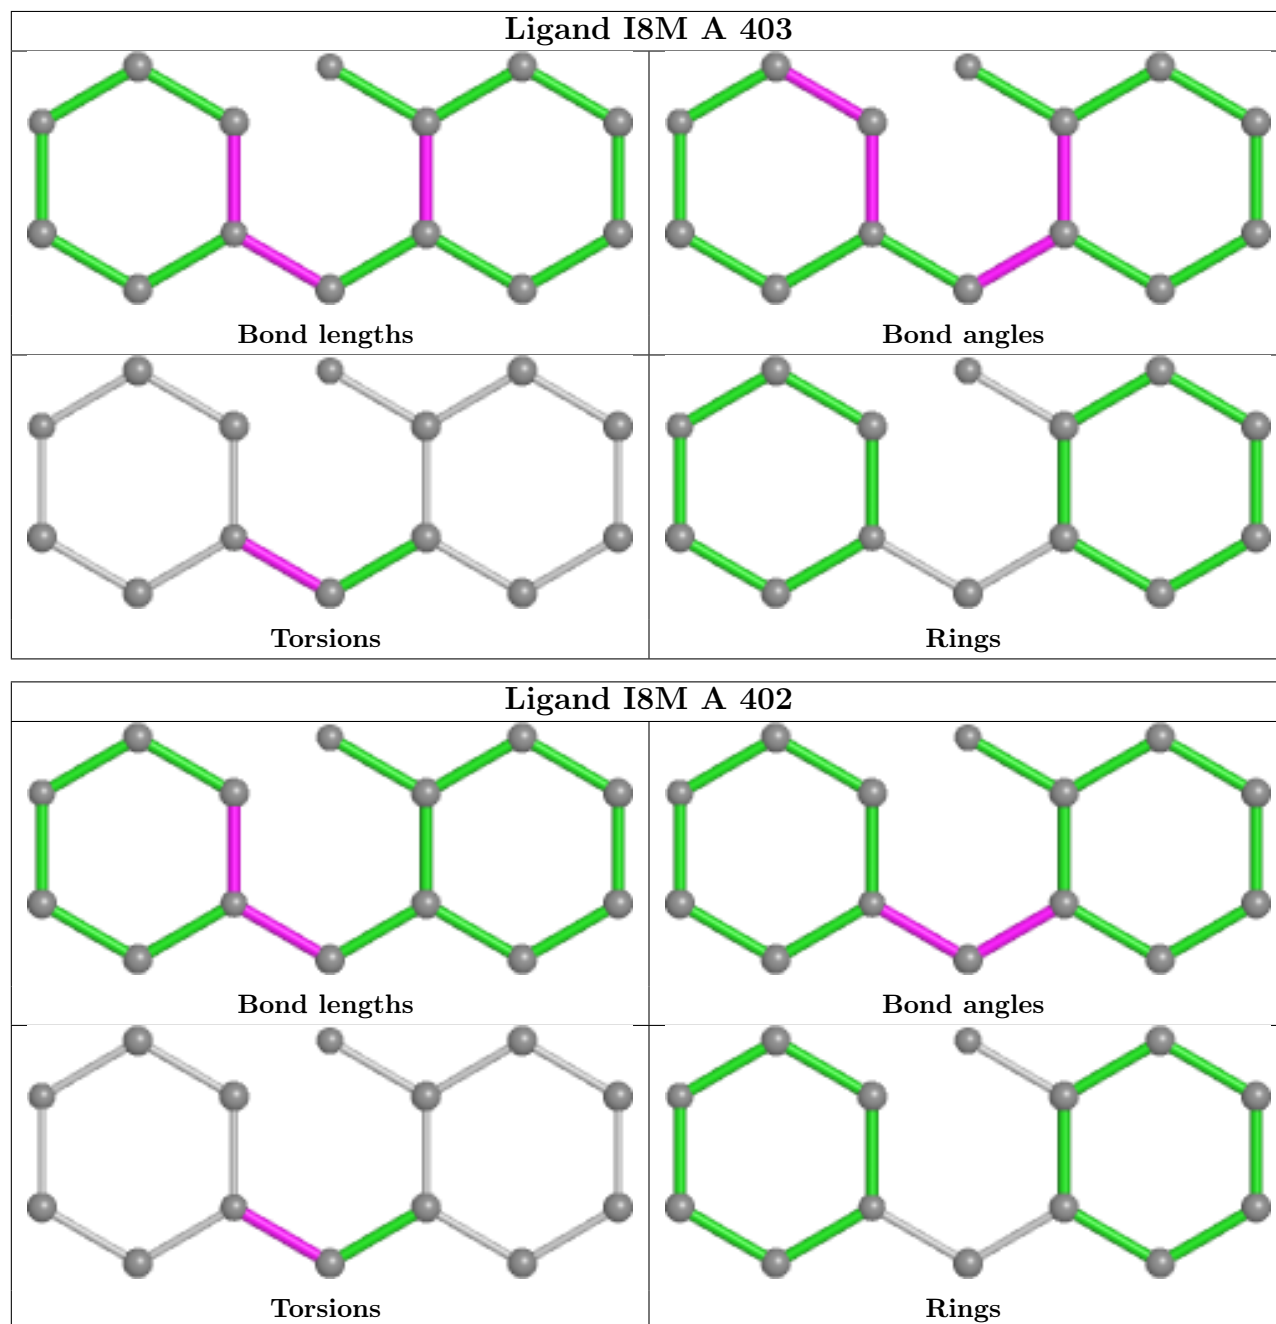 Ligand I8M A 403
Bond lengths
Bond angles
Torsions
Rings
Ligand I8M A 402
Bond lengths
Bond angles
Torsions
Rings